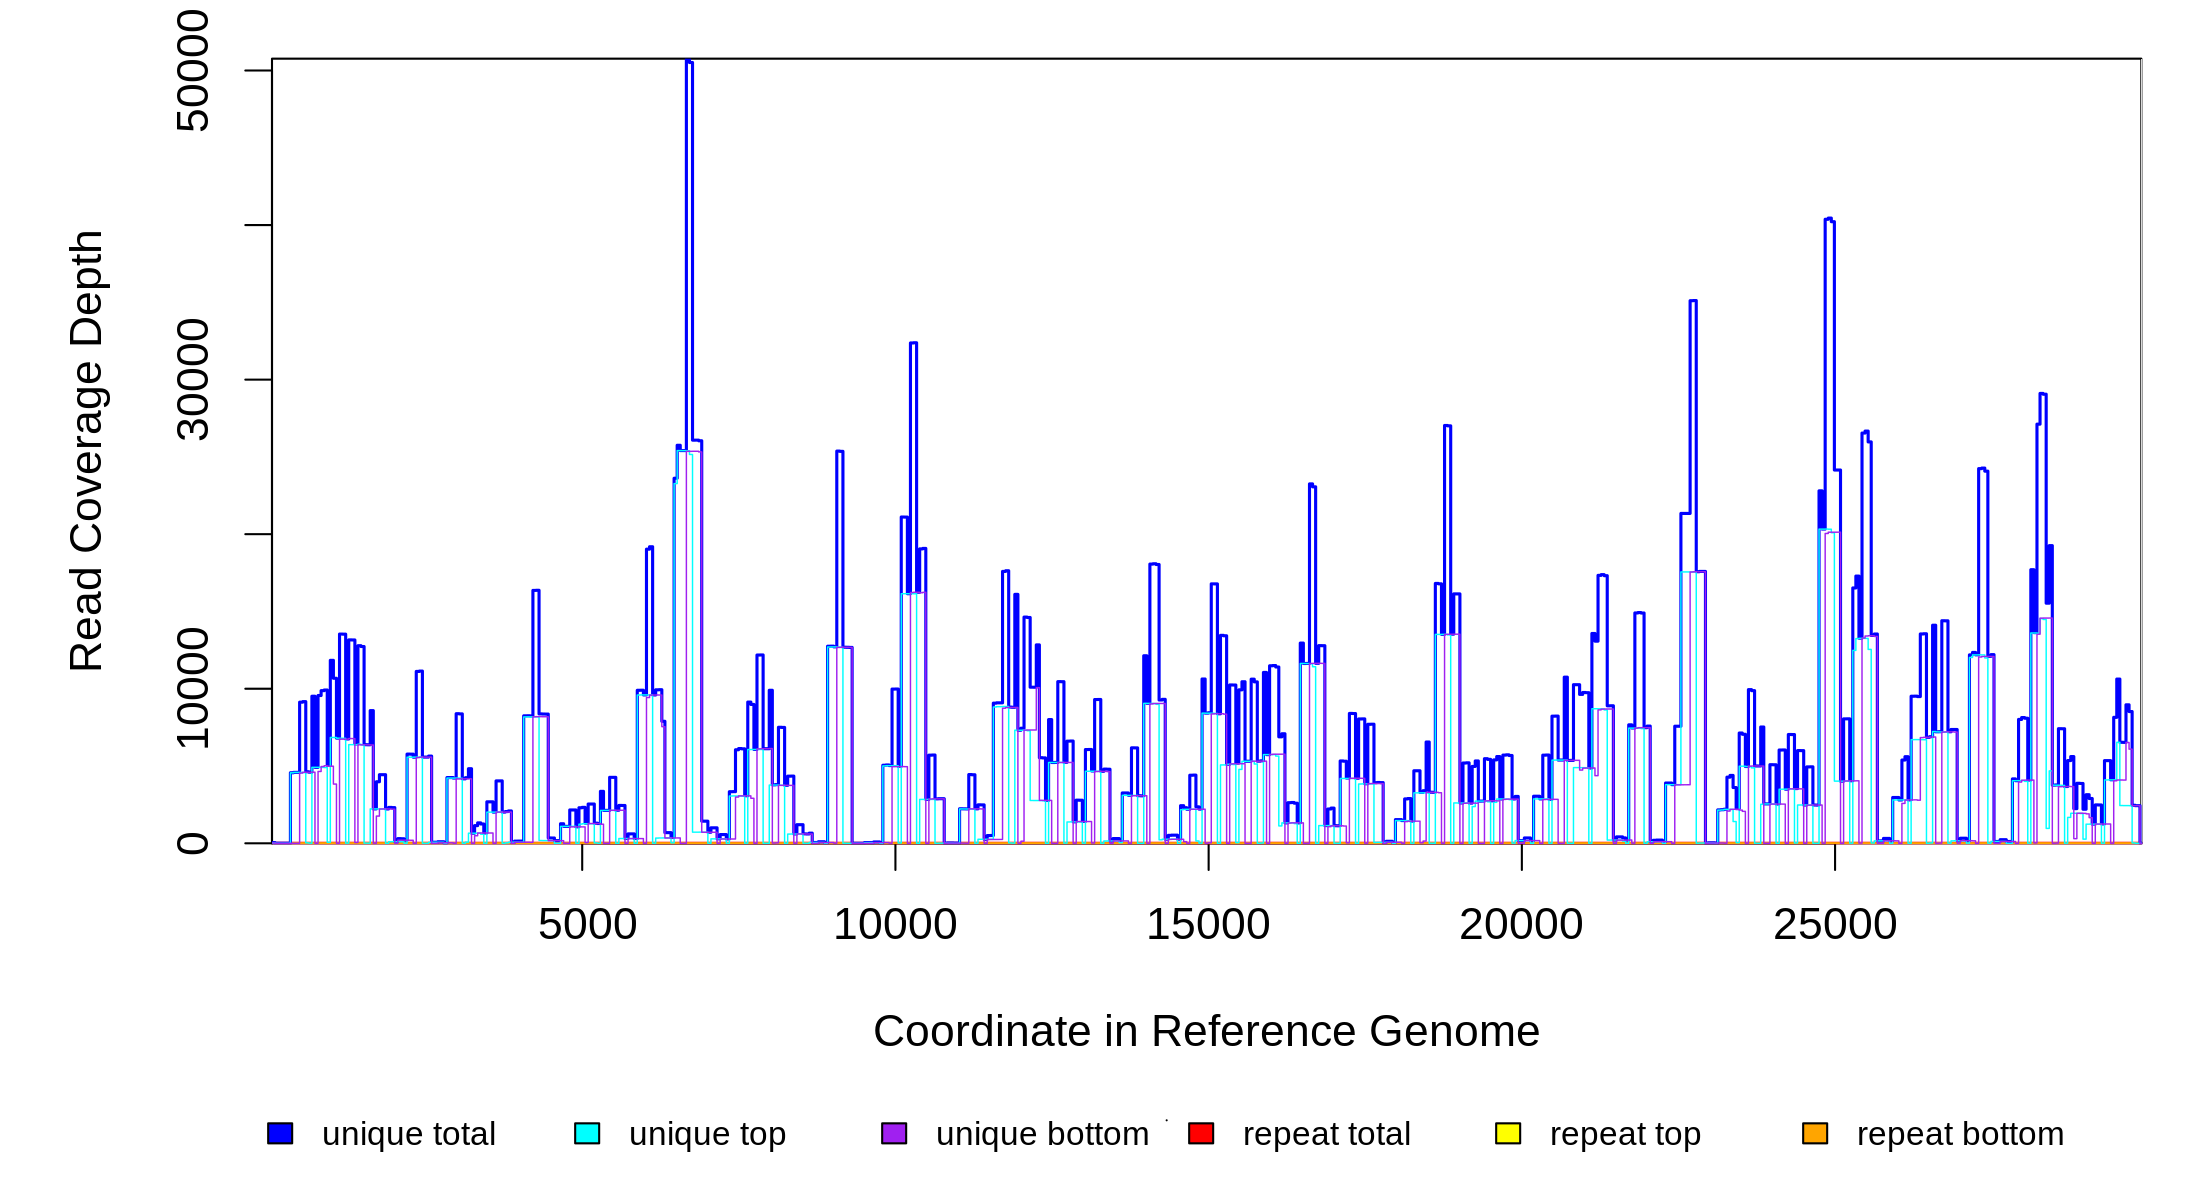 50000
30000
10000
0
Read Coverage Depth
5000 10000 15000 20000 25000
Coordinate in Reference Genome
unique total unique top unique bottom repeat total repeat top repeat bottom